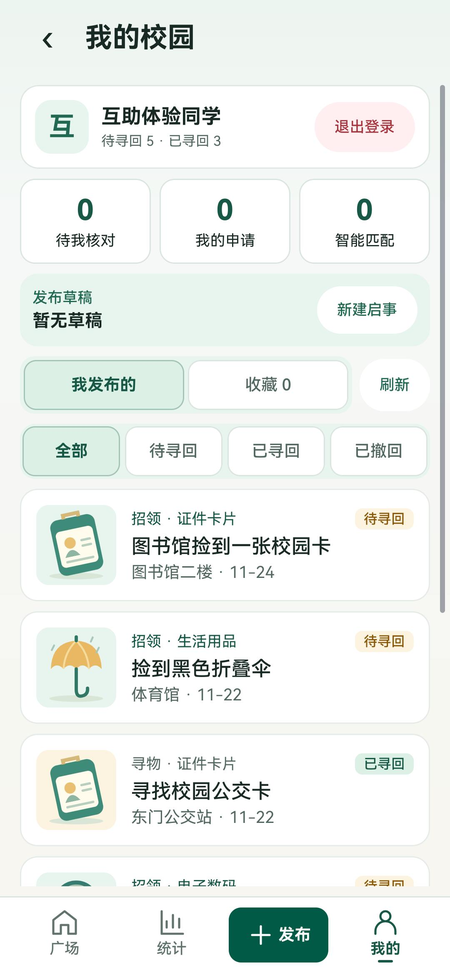 我的校园
互
互助体验同学
待寻回 5 · 已寻回 3
退出登录
0
待我核对
0
我的申请
0
智能匹配
发布草稿
暂无草稿
新建启事
我发布的
收藏 0
刷新
全部
待寻回
已寻回
已撤回
招领 · 证件卡片
待寻回
图书馆捡到一张校园卡
图书馆二楼 · 11-24
招领 · 生活用品
待寻回
捡到黑色折叠伞
体育馆 · 11-22
寻物 · 证件卡片
已寻回
寻找校园公交卡
东门公交站 · 11-22
招领 · 电子数码
待寻回
广场
统计
发布
我的